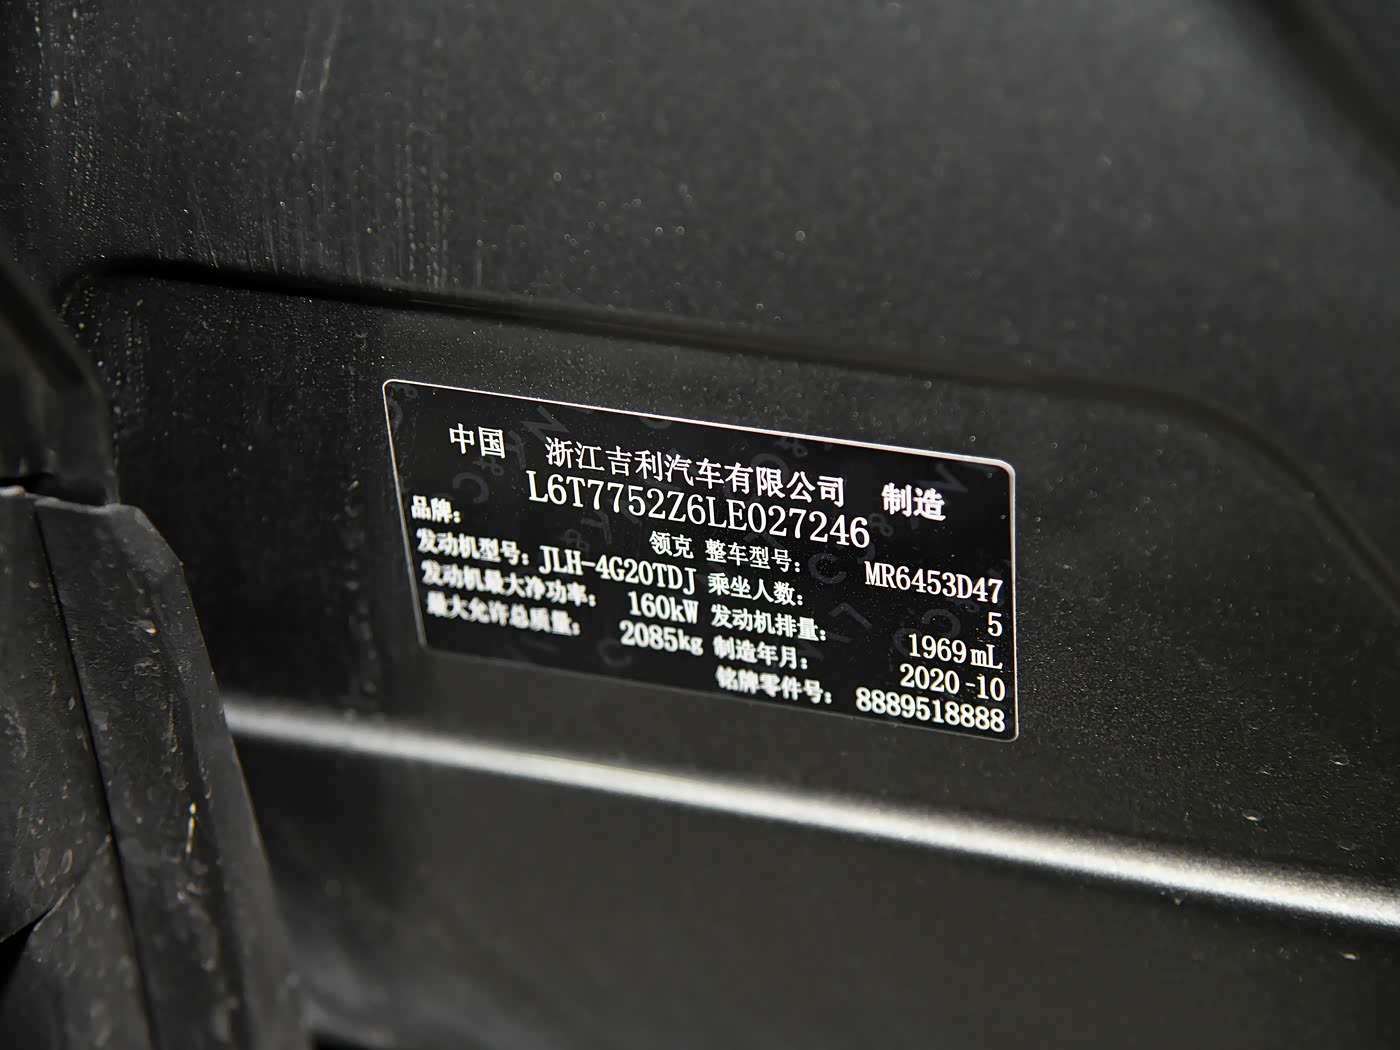 中国 浙江吉利汽车有限公司 制造
L6T7752Z6LE027246
品牌: 领克 整车型号: MR6453D47
发动机型号: JLH-4G20TDJ 乘坐人数: 5
发动机最大净功率: 160kW 发动机排量: 1969mL
最大允许总质量: 2085kg 制造年月: 2020-10
铭牌零件号: 8889518888